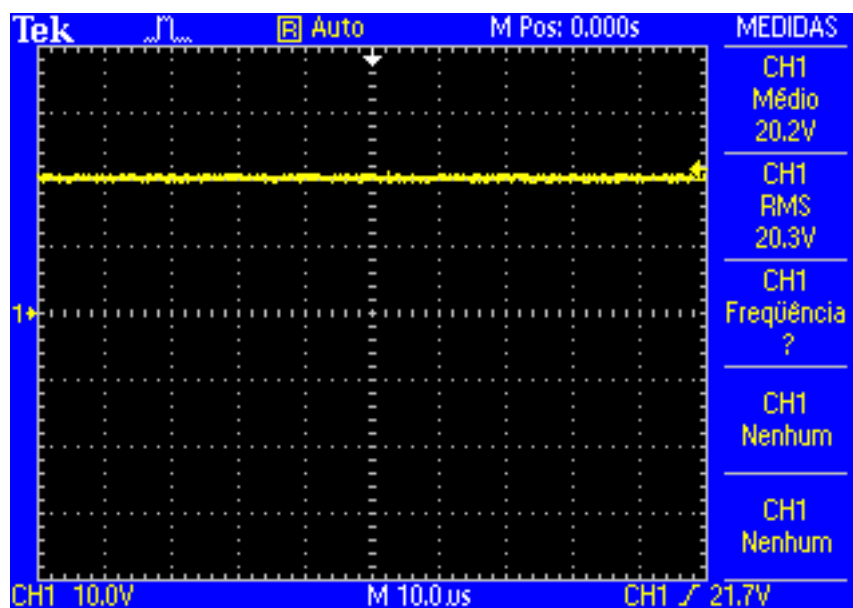 Tek R Auto M Pos: 0.000s MEDIDAS
CH1
Médio
20.2V
CH1
RMS
20.3V
1
CH1
Freqüência
?
CH1
Nenhum
CH1
Nenhum
CH1 10.0V M 10.0µs CH1 21.7V